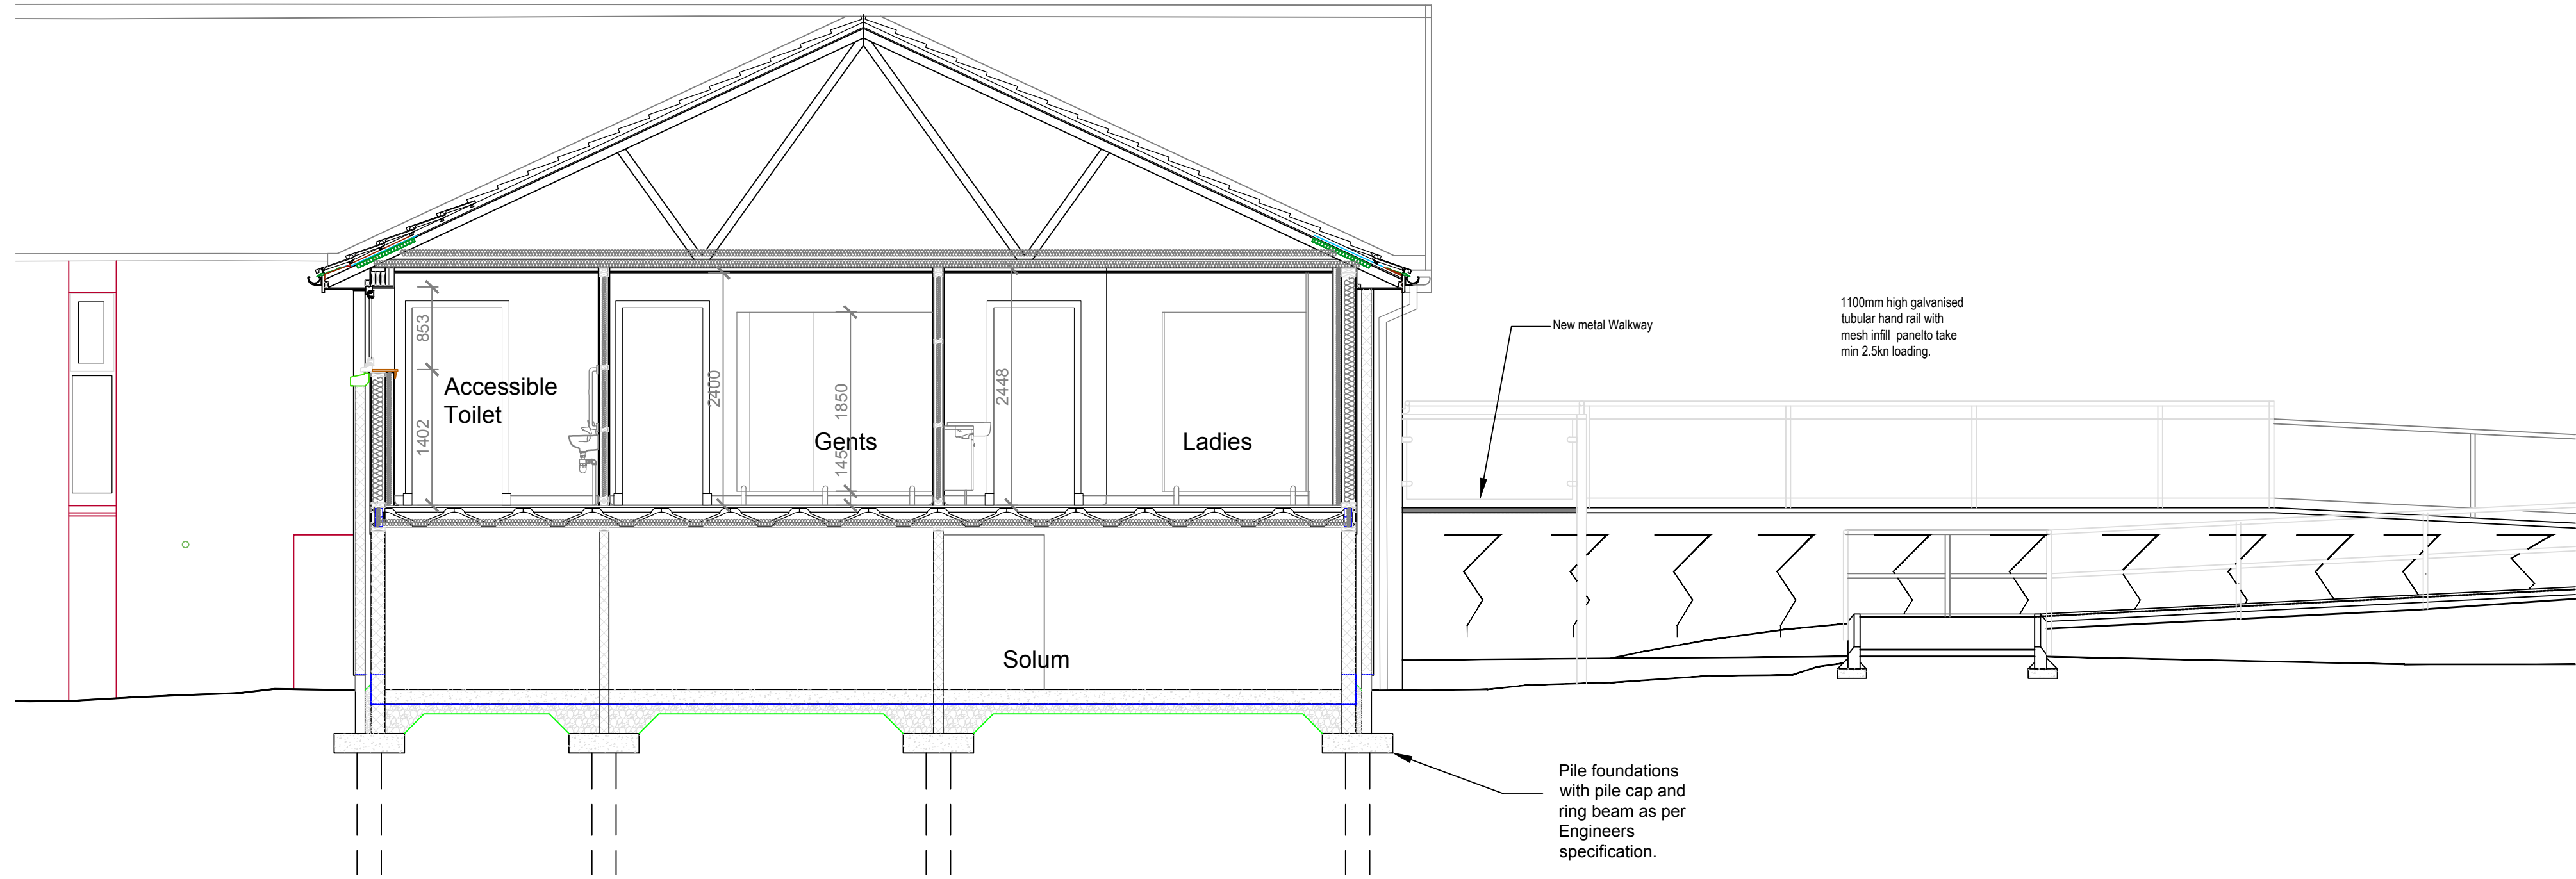 1100mm high galvanised
tubular hand rail with
mesh infill panelto take
min 2.5kn loading.
New metal Walkway
853
1402
Accessible
Toilet
2400
1850
145
Gents
2448
Ladies
Solum
Pile foundations
with pile cap and
ring beam as per
Engineers
specification.